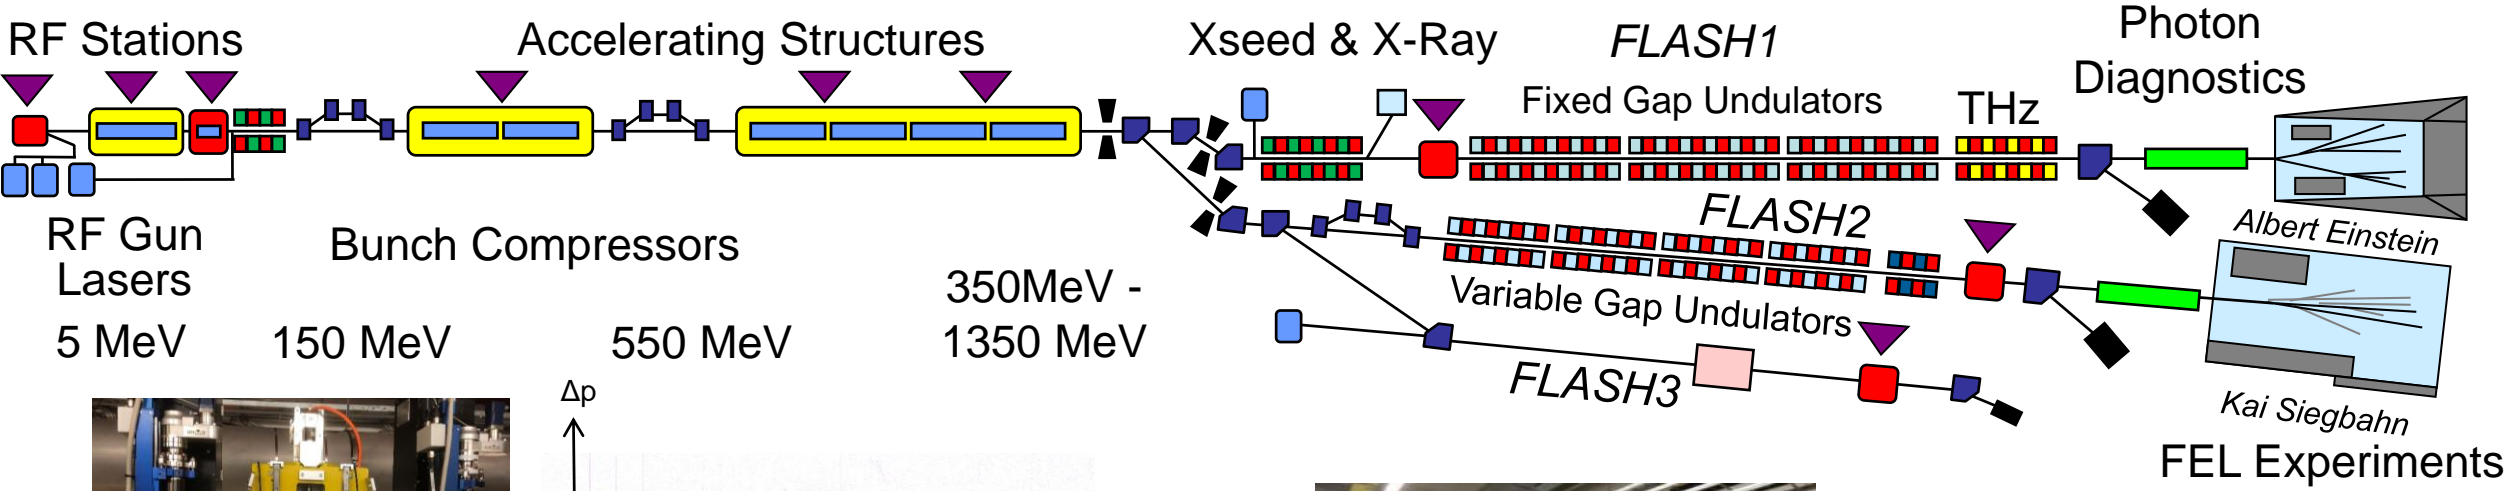 RF Stations
Accelerating Structures
Xseed & X-Ray
FLASH1
Photon
Diagnostics
Fixed Gap Undulators
THz
RF Gun
Lasers
Bunch Compressors
FLASH2
Albert Einstein
350MeV -
1350 MeV
5 MeV
150 MeV
550 MeV
Variable Gap Undulators
FLASH3
Kai Siegbahn
FEL Experiments
Δp